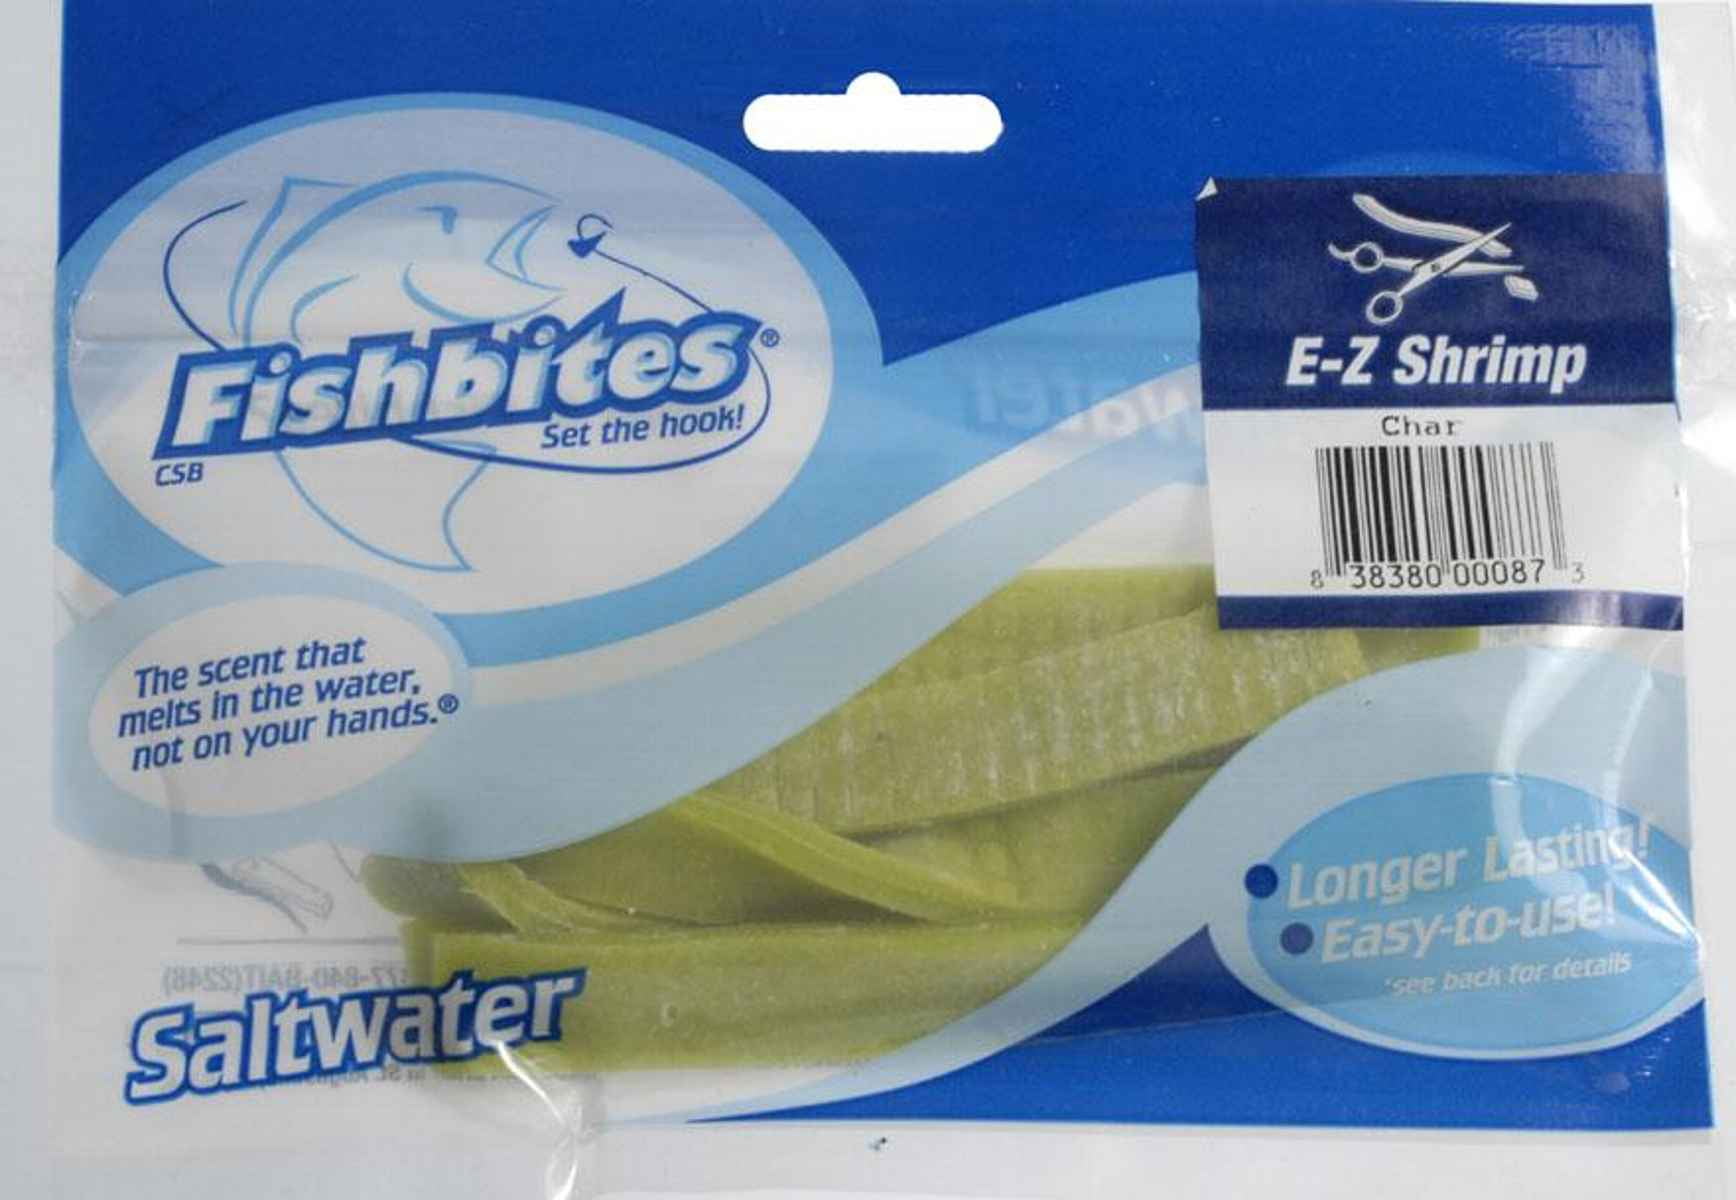 Fishbites®
Set the hook!
CSB
E-Z Shrimp
Char
8 38380 00087 3
The scent that
melts in the water,
not on your hands.®
Longer Lasting!
Easy-to-use!
*see back for details
Saltwater